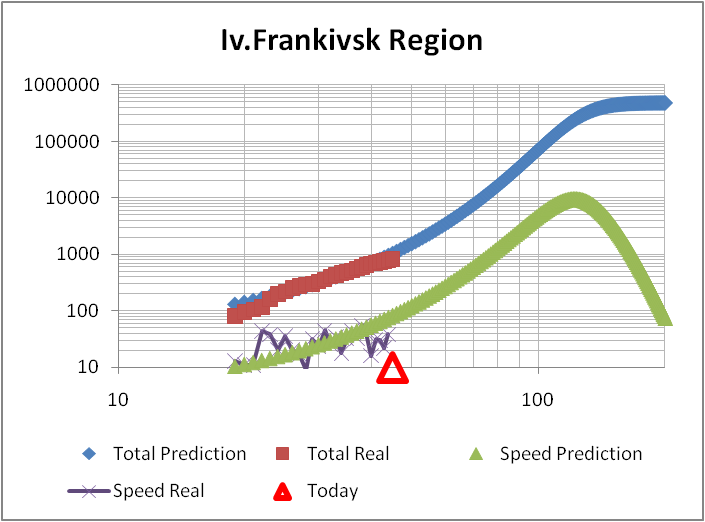 Iv.Frankivsk Region
1000000
100000
10000
1000
100
10
10 100
Total Prediction Total Real Speed Prediction
Speed Real Today